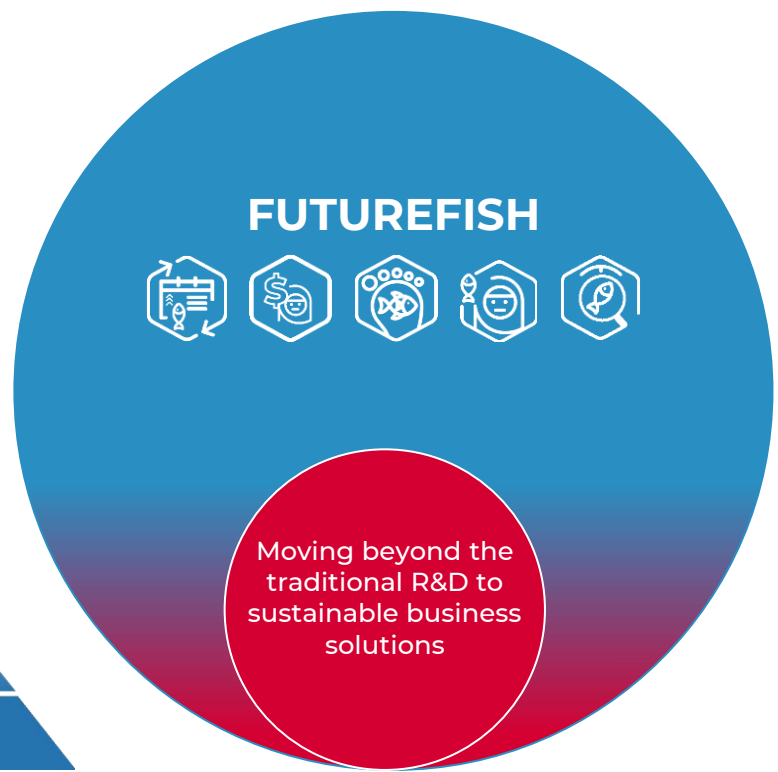 FUTUREFISH
Moving beyond the
traditional R&D to
sustainable business
solutions